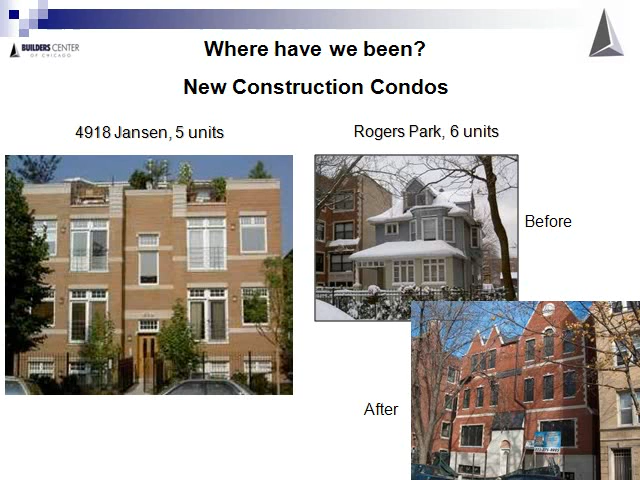 BUILDERS CENTER
OF CHICAGO
Where have we been?
New Construction Condos
4918 Jansen, 5 units
Rogers Park, 6 units
Before
After